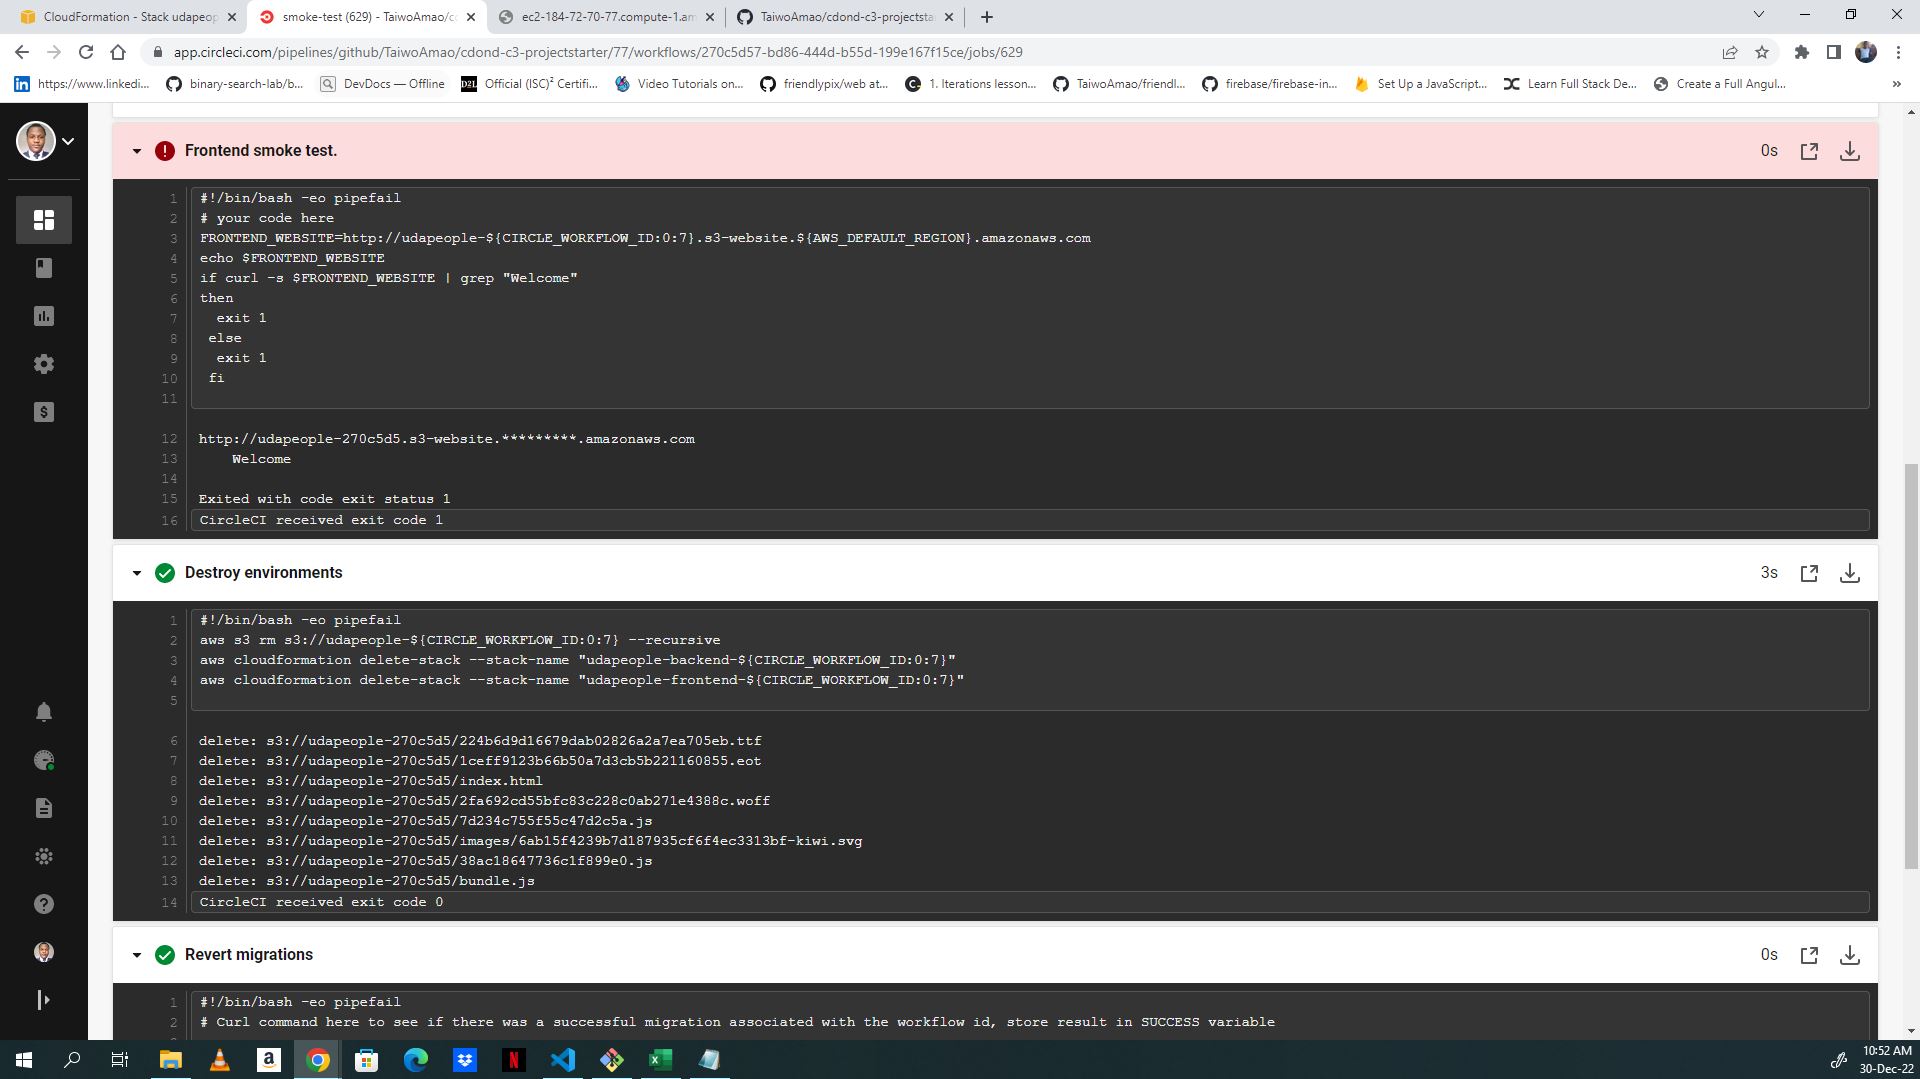 CloudFormation - Stack udapeop
smoke-test (629) - TaiwoAmao/c
ec2-184-72-70-77.compute-1.am
TaiwoAmao/cdond-c3-projectsta
app.circleci.com/pipelines/github/TaiwoAmao/cdond-c3-projectstarter/77/workflows/270c5d57-bd86-444d-b55d-199e167f15ce/jobs/629
https://www.linkedi...
binary-search-lab/b...
DevDocs — Offline
Official (ISC)² Certifi...
Video Tutorials on...
friendlypix/web at...
1. Iterations lesson...
TaiwoAmao/friendl...
firebase/firebase-in...
Set Up a JavaScript...
Learn Full Stack De...
Create a Full Angul...
»
Frontend smoke test.
0s
1 #!/bin/bash -eo pipefail
2 # your code here
3 FRONTEND_WEBSITE=http://udapeople-${CIRCLE_WORKFLOW_ID:0:7}.s3-website.${AWS_DEFAULT_REGION}.amazonaws.com
4 echo $FRONTEND_WEBSITE
5 if curl -s $FRONTEND_WEBSITE | grep "Welcome"
6 then
7 exit 1
8 else
9 exit 1
10 fi
11
12 http://udapeople-270c5d5.s3-website.*********.amazonaws.com
13 Welcome
14
15 Exited with code exit status 1
16 CircleCI received exit code 1
Destroy environments
3s
1 #!/bin/bash -eo pipefail
2 aws s3 rm s3://udapeople-${CIRCLE_WORKFLOW_ID:0:7} --recursive
3 aws cloudformation delete-stack --stack-name "udapeople-backend-${CIRCLE_WORKFLOW_ID:0:7}"
4 aws cloudformation delete-stack --stack-name "udapeople-frontend-${CIRCLE_WORKFLOW_ID:0:7}"
5
6 delete: s3://udapeople-270c5d5/224b6d9d16679dab02826a2a7ea705eb.ttf
7 delete: s3://udapeople-270c5d5/1ceff9123b66b50a7d3cb5b221160855.eot
8 delete: s3://udapeople-270c5d5/index.html
9 delete: s3://udapeople-270c5d5/2fa692cd55bfc83c228c0ab271e4388c.woff
10 delete: s3://udapeople-270c5d5/7d234c755f55c47d2c5a.js
11 delete: s3://udapeople-270c5d5/images/6ab15f4239b7d187935cf6f4ec3313bf-kiwi.svg
12 delete: s3://udapeople-270c5d5/38ac18647736c1f899e0.js
13 delete: s3://udapeople-270c5d5/bundle.js
14 CircleCI received exit code 0
Revert migrations
0s
1 #!/bin/bash -eo pipefail
2 # Curl command here to see if there was a successful migration associated with the workflow id, store result in SUCCESS variable
10:52 AM
30-Dec-22